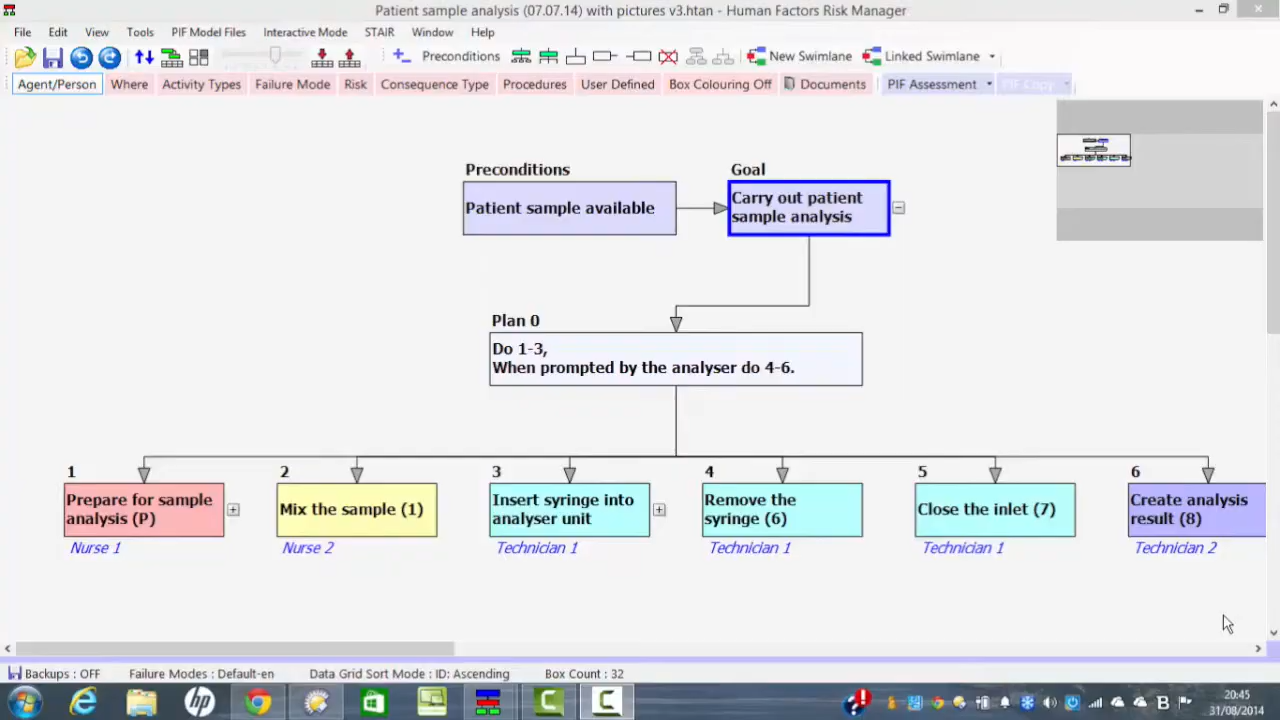 Patient sample analysis (07.07.14) with pictures v3.htan - Human Factors Risk Manager
File Edit View Tools PIF Model Files Interactive Mode STAIR Window Help
Preconditions New Swimlane Linked Swimlane
Agent/Person Where Activity Types Failure Mode Risk Consequence Type Procedures User Defined Box Colouring Off Documents PIF Assessment PIF Copy
Preconditions
Patient sample available
Goal
Carry out patient
sample analysis
Plan 0
Do 1-3,
When prompted by the analyser do 4-6.
1
Prepare for sample
analysis (P)
Nurse 1
2
Mix the sample (1)
Nurse 2
3
Insert syringe into
analyser unit
Technician 1
4
Remove the
syringe (6)
Technician 1
5
Close the inlet (7)
Technician 1
6
Create analysis
result (8)
Technician 2
Backups : OFF Failure Modes : Default-en Data Grid Sort Mode : ID: Ascending Box Count : 32
20:45
31/08/2014